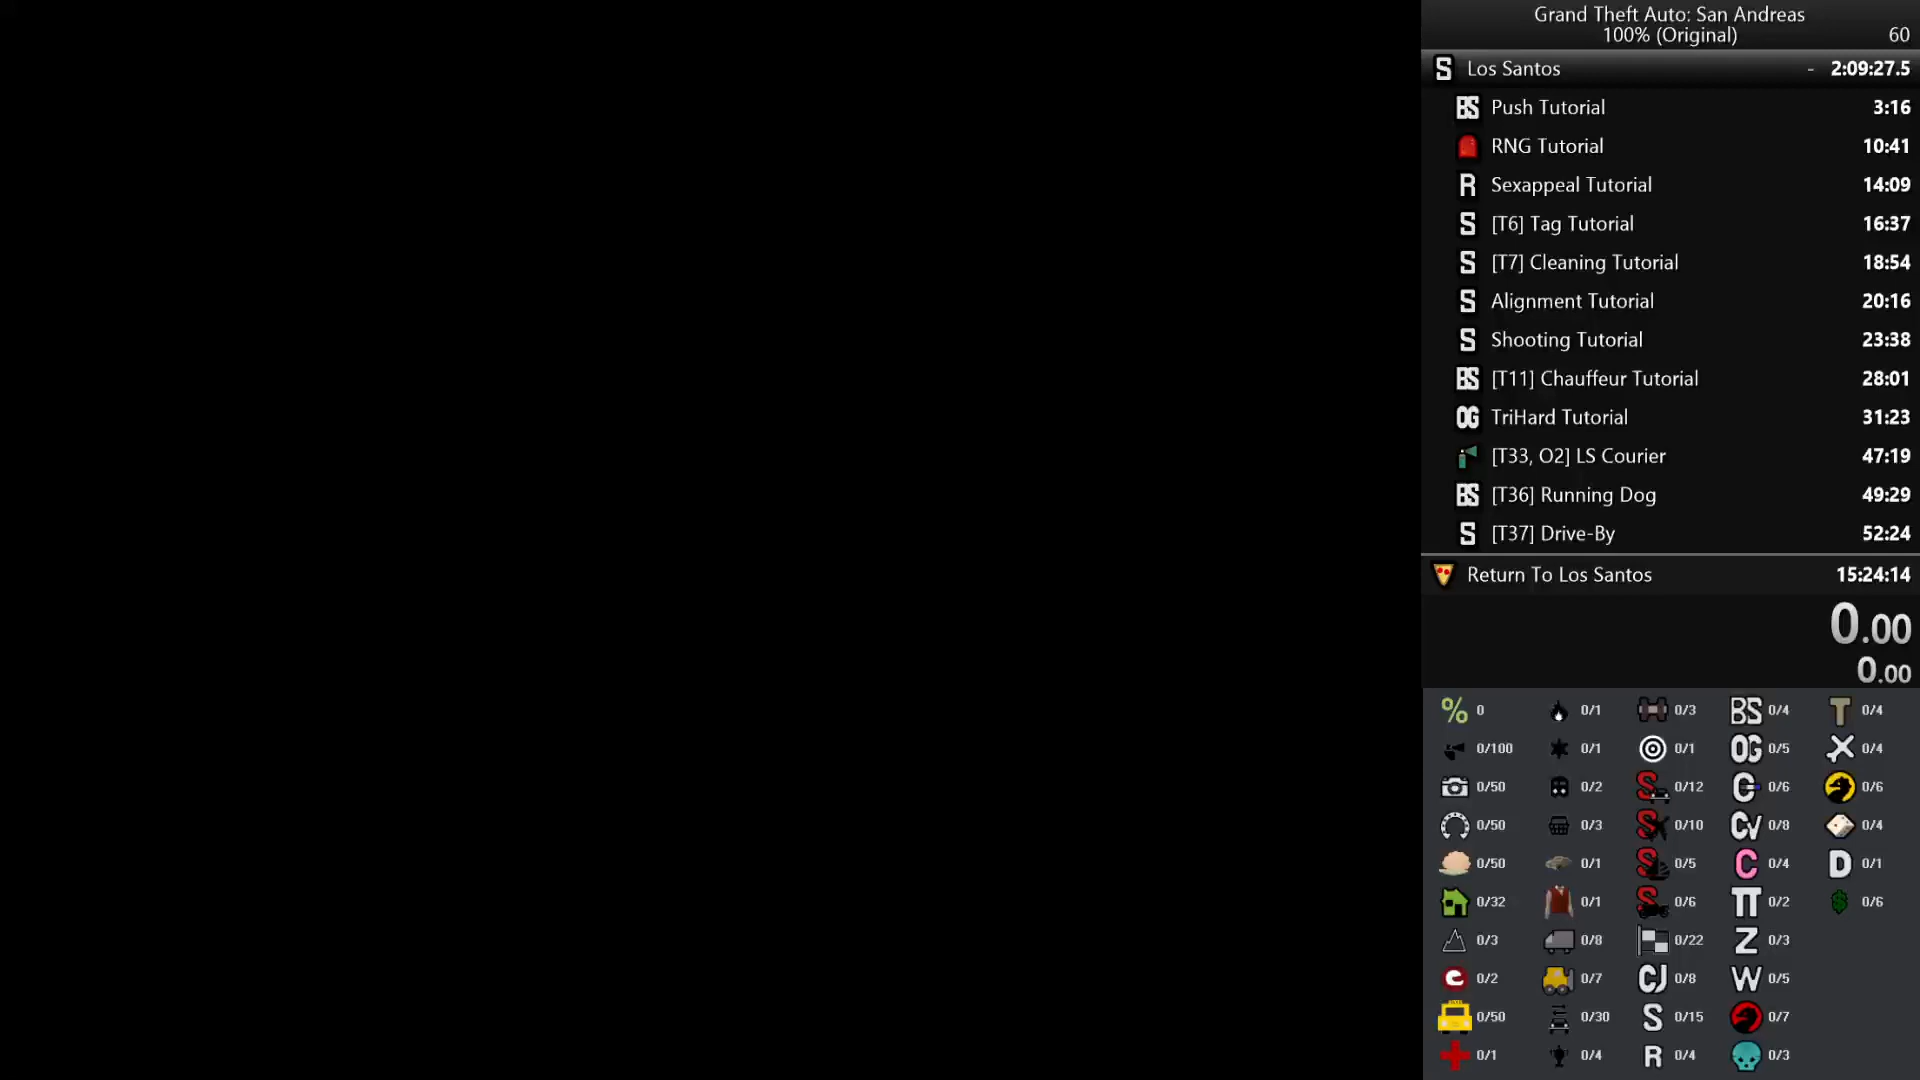 Grand Theft Auto: San Andreas
100% (Original) 60
S Los Santos - 2:09:27.5
BS Push Tutorial 3:16
RNG Tutorial 10:41
R Sexappeal Tutorial 14:09
S [T6] Tag Tutorial 16:37
S [T7] Cleaning Tutorial 18:54
S Alignment Tutorial 20:16
S Shooting Tutorial 23:38
BS [T11] Chauffeur Tutorial 28:01
OG TriHard Tutorial 31:23
[T33, O2] LS Courier 47:19
BS [T36] Running Dog 49:29
S [T37] Drive-By 52:24
Return To Los Santos 15:24:14
0.00
0.00
% 0 0/1 0/3 BS 0/4 T 0/4
0/100 0/1 0/1 OG 0/5 0/4
0/50 0/2 S 0/12 C 0/6 0/6
0/50 0/3 S 0/10 CV 0/8 0/4
0/50 0/1 S 0/5 C 0/4 D 0/1
0/32 0/1 S 0/6 TT 0/2 $ 0/6
0/3 0/8 0/22 Z 0/3
C 0/2 0/7 CJ 0/8 W 0/5
0/50 0/30 S 0/15 0/7
0/1 0/4 R 0/4 0/3